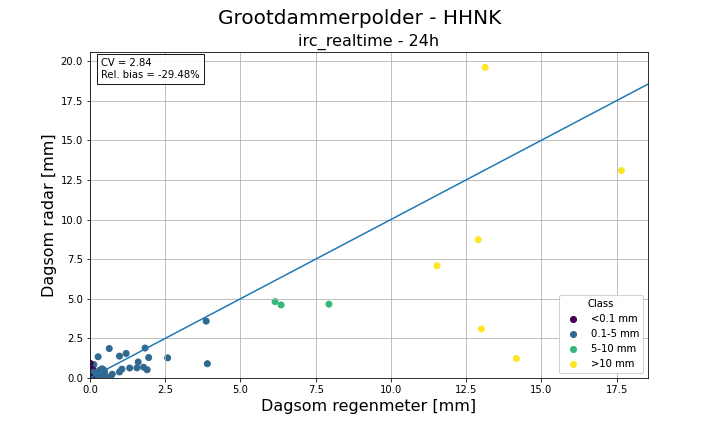 Grootdammerpolder - HHNK
irc_realtime - 24h
CV = 2.84
Rel. bias = -29.48%
Dagsom radar [mm]
20.0
17.5
15.0
12.5
10.0
7.5
5.0
2.5
0.0
Class
<0.1 mm
0.1-5 mm
5-10 mm
>10 mm
0.0 2.5 5.0 7.5 10.0 12.5 15.0 17.5
Dagsom regenmeter [mm]